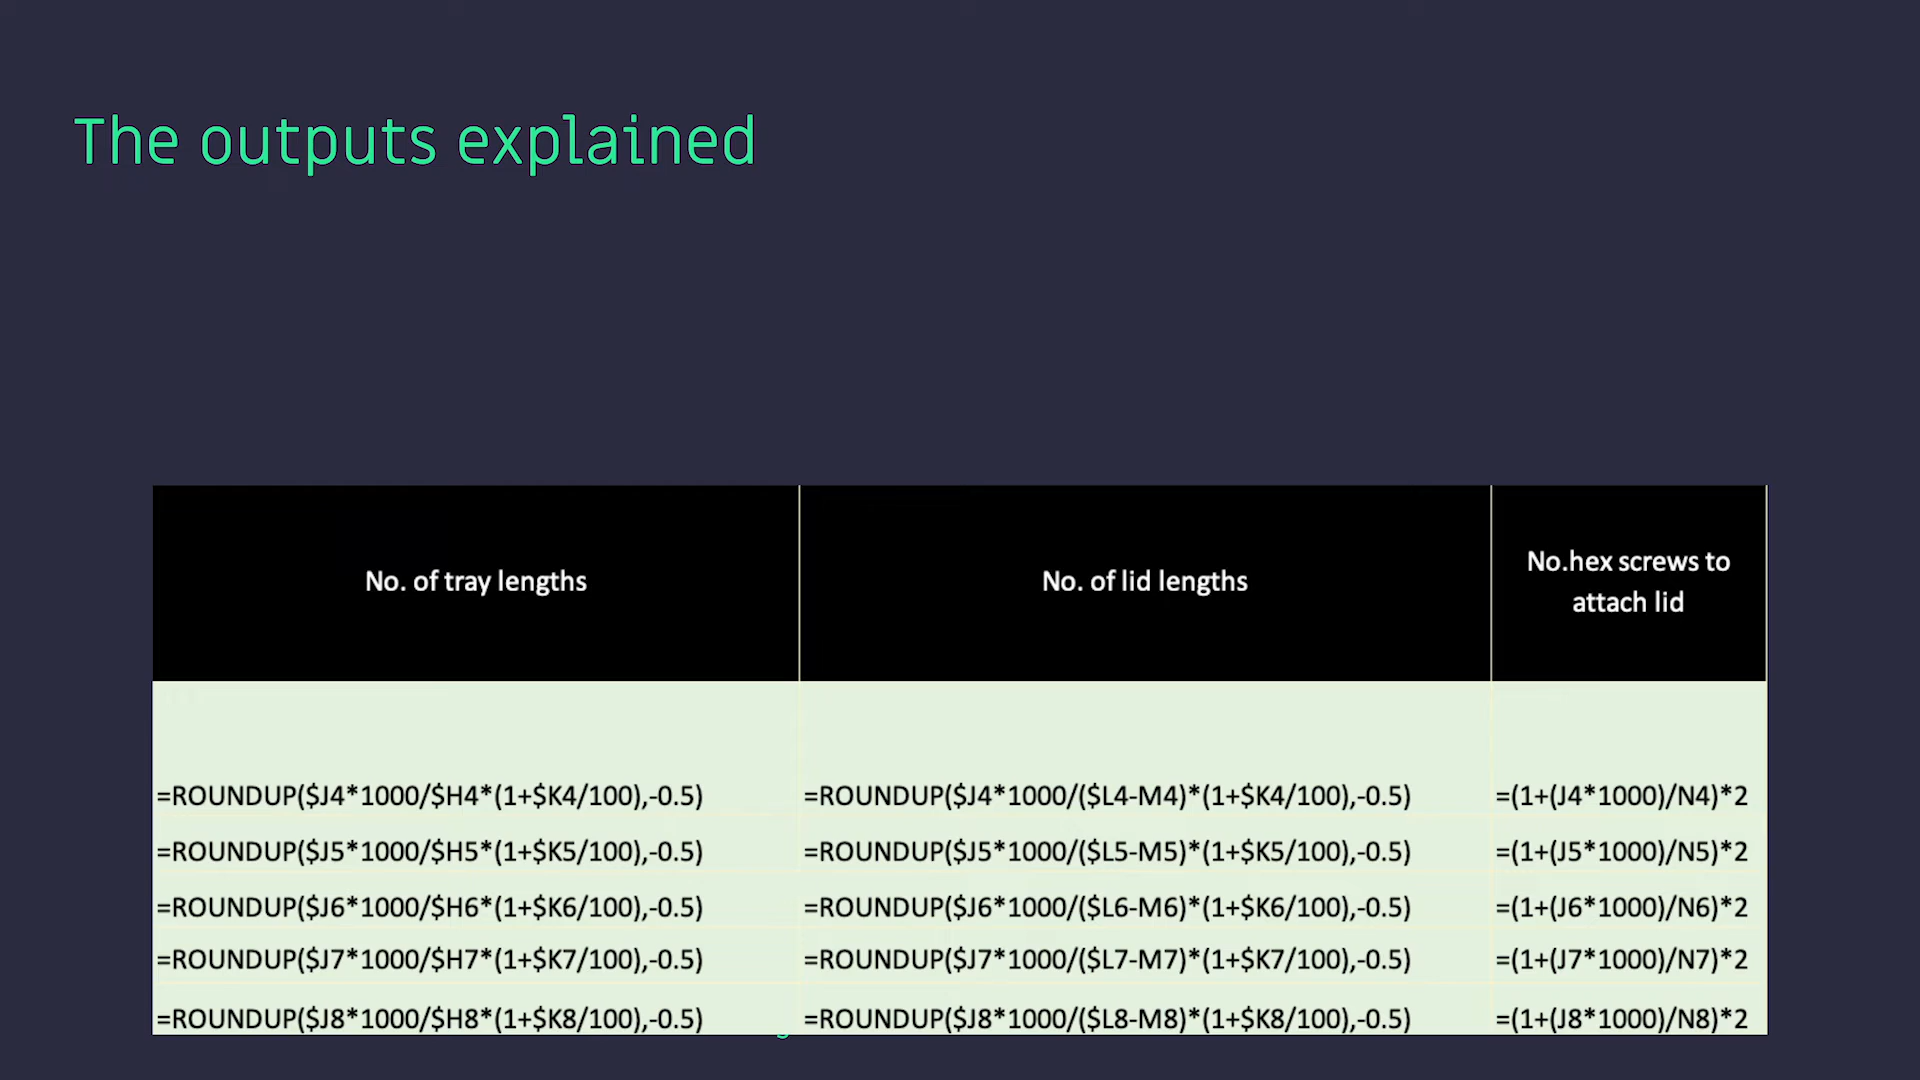 The outputs explained
No. of tray lengths
No. of lid lengths
No.hex screws to
attach lid
=ROUNDUP($J4*1000/$H4*(1+$K4/100),-0.5)
=ROUNDUP($J4*1000/($L4-M4)*(1+$K4/100),-0.5)
=(1+(J4*1000)/N4)*2
=ROUNDUP($J5*1000/$H5*(1+$K5/100),-0.5)
=ROUNDUP($J5*1000/($L5-M5)*(1+$K5/100),-0.5)
=(1+(J5*1000)/N5)*2
=ROUNDUP($J6*1000/$H6*(1+$K6/100),-0.5)
=ROUNDUP($J6*1000/($L6-M6)*(1+$K6/100),-0.5)
=(1+(J6*1000)/N6)*2
=ROUNDUP($J7*1000/$H7*(1+$K7/100),-0.5)
=ROUNDUP($J7*1000/($L7-M7)*(1+$K7/100),-0.5)
=(1+(J7*1000)/N7)*2
=ROUNDUP($J8*1000/$H8*(1+$K8/100),-0.5)
=ROUNDUP($J8*1000/($L8-M8)*(1+$K8/100),-0.5)
=(1+(J8*1000)/N8)*2